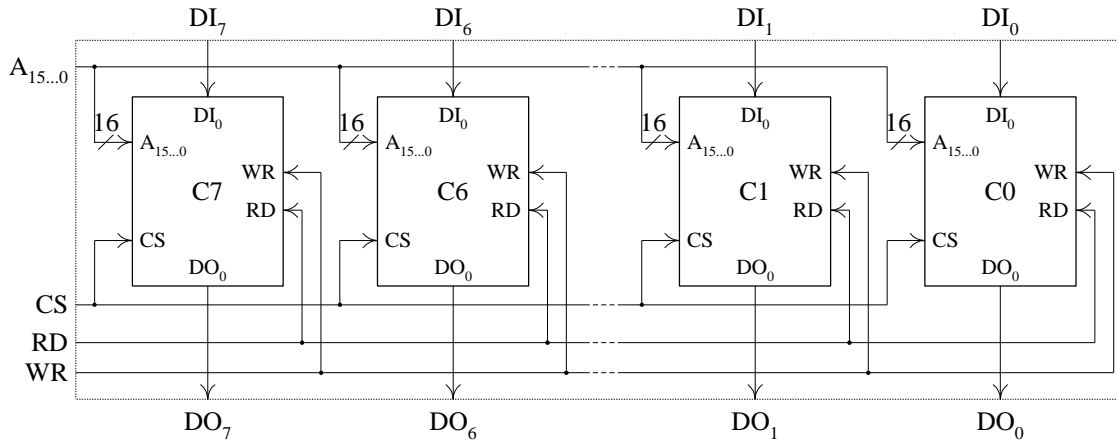 DI₇ DI₆ DI₁ DI₀
A₁₅...₀
DI₀ DI₀ DI₀ DI₀
16 16 16 16
A₁₅...₀ A₁₅...₀ A₁₅...₀ A₁₅...₀
WR WR WR WR
C7 C6 C1 C0
RD RD RD RD
CS CS CS CS
DO₀ DO₀ DO₀ DO₀
CS
RD
WR
DO₇ DO₆ DO₁ DO₀